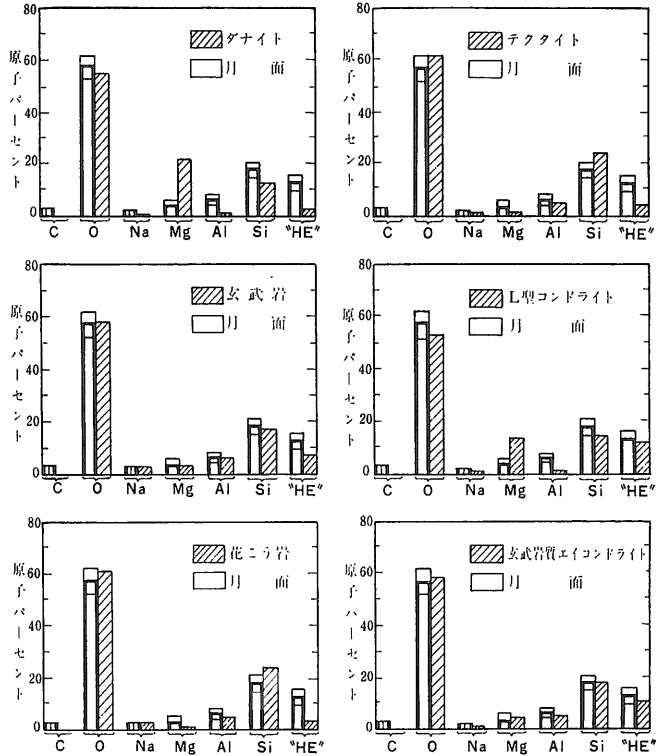 原子パーセント
80
60
40
20
0
ダナイト
月面
C O Na Mg Al Si "HE"
原子パーセント
80
60
40
20
0
テクタイト
月面
C O Na Mg Al Si "HE"
原子パーセント
80
60
40
20
0
玄武岩
月面
C O Na Mg Al Si "HE"
原子パーセント
80
60
40
20
0
L型コンドライト
月面
C O Na Mg Al Si "HE"
原子パーセント
80
60
40
20
0
花こう岩
月面
C O Na Mg Al Si "HE"
原子パーセント
80
60
40
20
0
玄武岩質エイコンドライト
月面
C O Na Mg Al Si "HE"